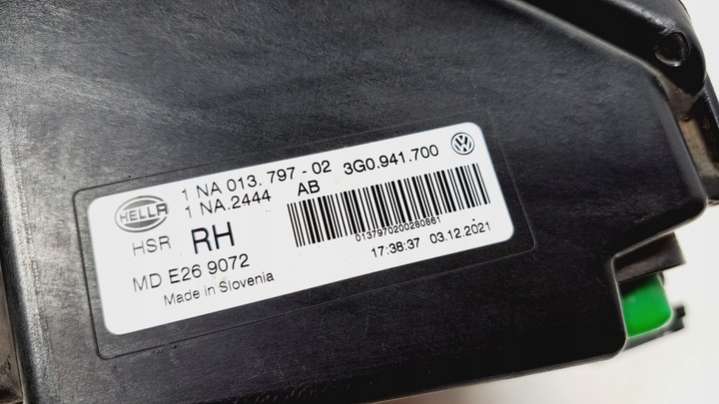 HELLA
1 NA 013.797-02 3G0.941.700
1 NA.2444 AB
HSR RH
0137970200280861
MD E26 9072
17:38:37 03.12.2021
Made in Slovenia